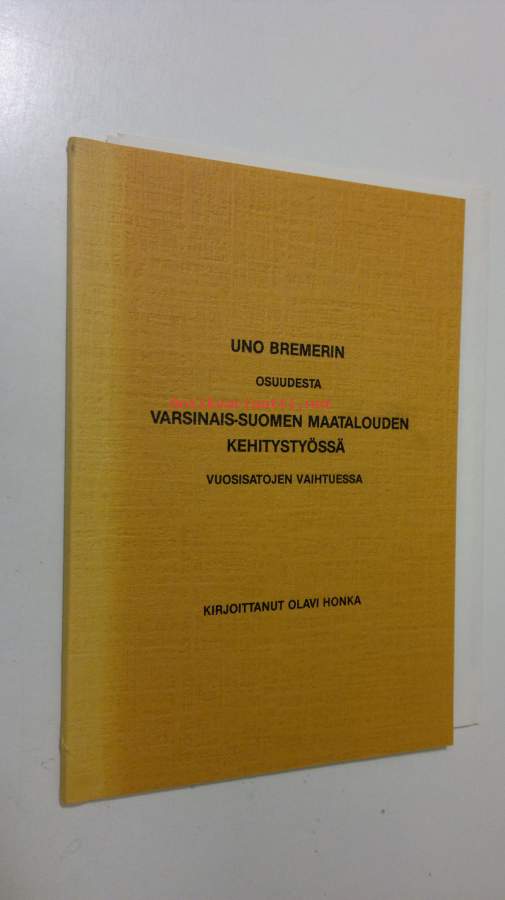 UNO BREMERIN
OSUUDESTA
VARSINAIS-SUOMEN MAATALOUDEN
KEHITYSTYÖSSÄ
VUOSISATOJEN VAIHTUESSA
KIRJOITTANUT OLAVI HONKA